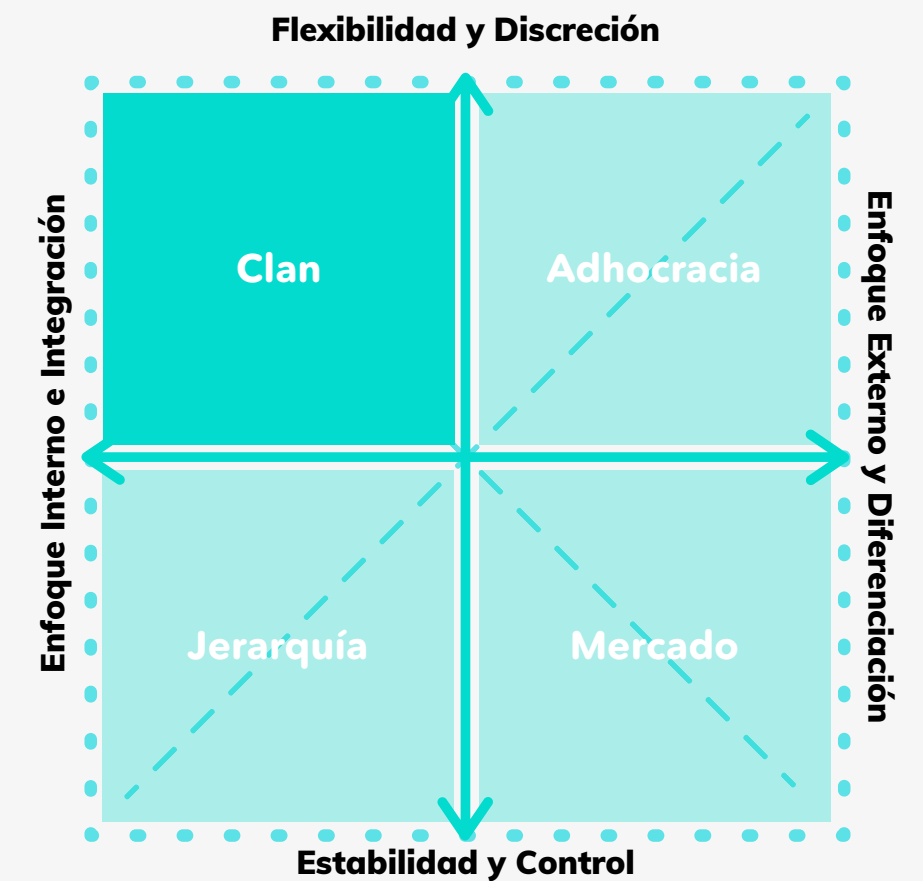 Flexibilidad y Discreción
Enfoque Interno e Integración
Clan
Adhocracia
Enfoque Externo y Diferenciación
Jerarquía
Mercado
Estabilidad y Control